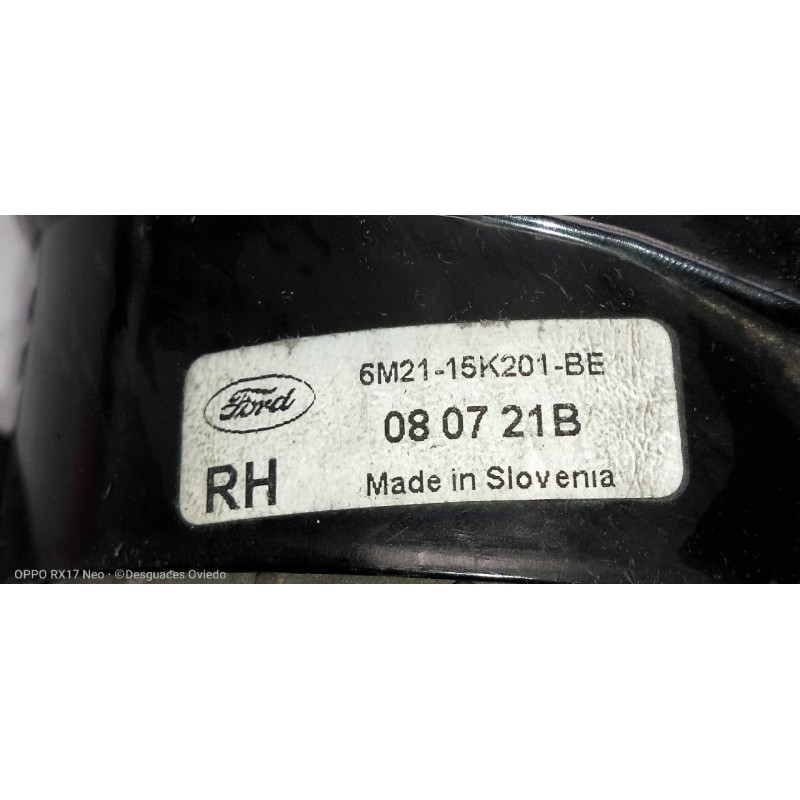 6M21-15K201-BE
Ford
08 07 21B
RH
Made in Slovenia
OPPO RX17 Neo · ©Desguaces Oviedo